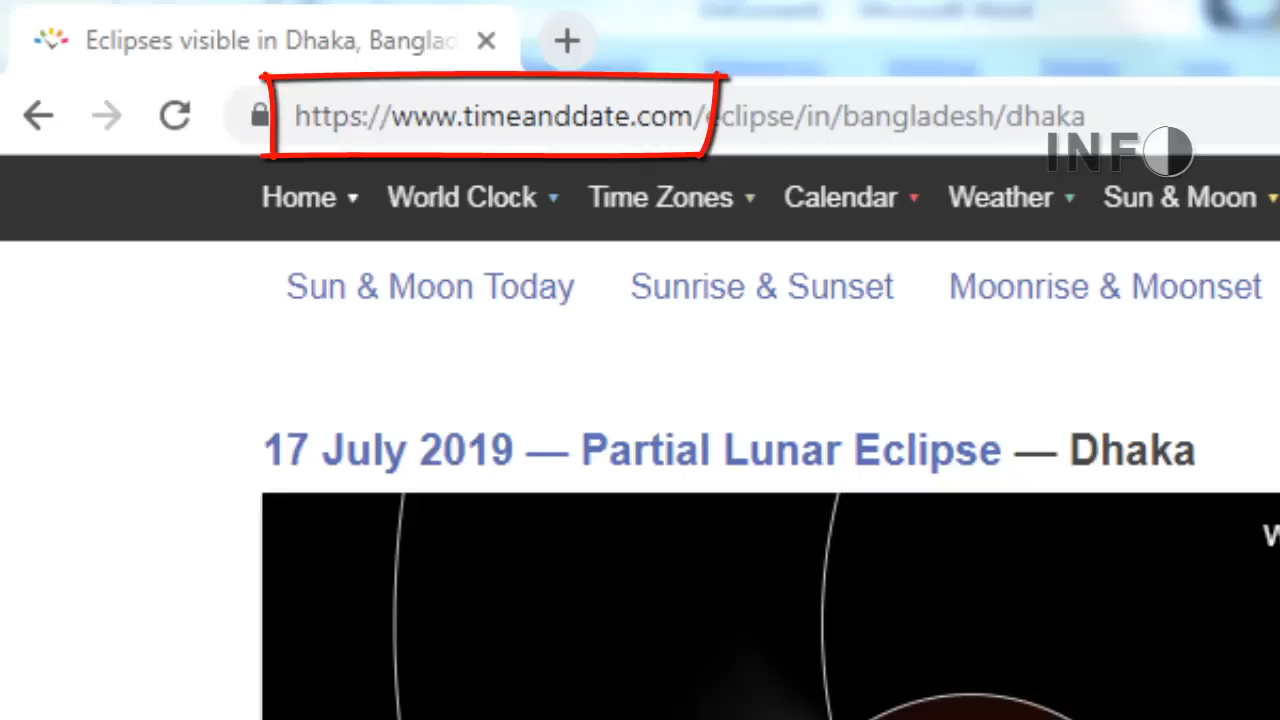 Eclipses visible in Dhaka, Banglad
https://www.timeanddate.com/eclipse/in/bangladesh/dhaka
INFO
Home World Clock Time Zones Calendar Weather Sun & Moon
Sun & Moon Today Sunrise & Sunset Moonrise & Moonset
17 July 2019 — Partial Lunar Eclipse — Dhaka